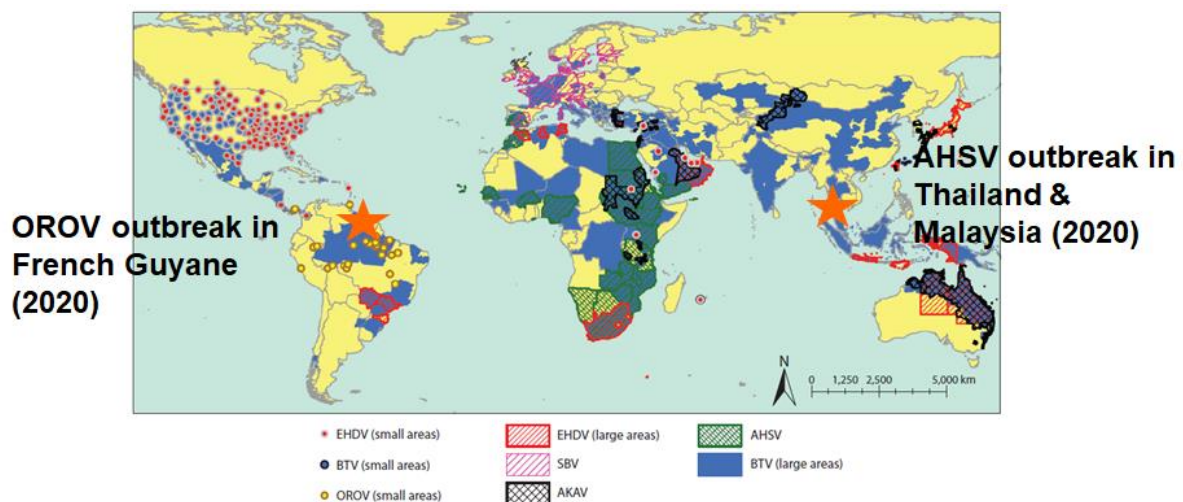 OROV outbreak in
French Guyane
(2020)
AHSV outbreak in
Thailand &
Malaysia (2020)
N
0 1,250 2,500 5,000 km
EHDV (small areas)
BTV (small areas)
OROV (small areas)
EHDV (large areas)
SBV
AKAV
AHSV
BTV (large areas)